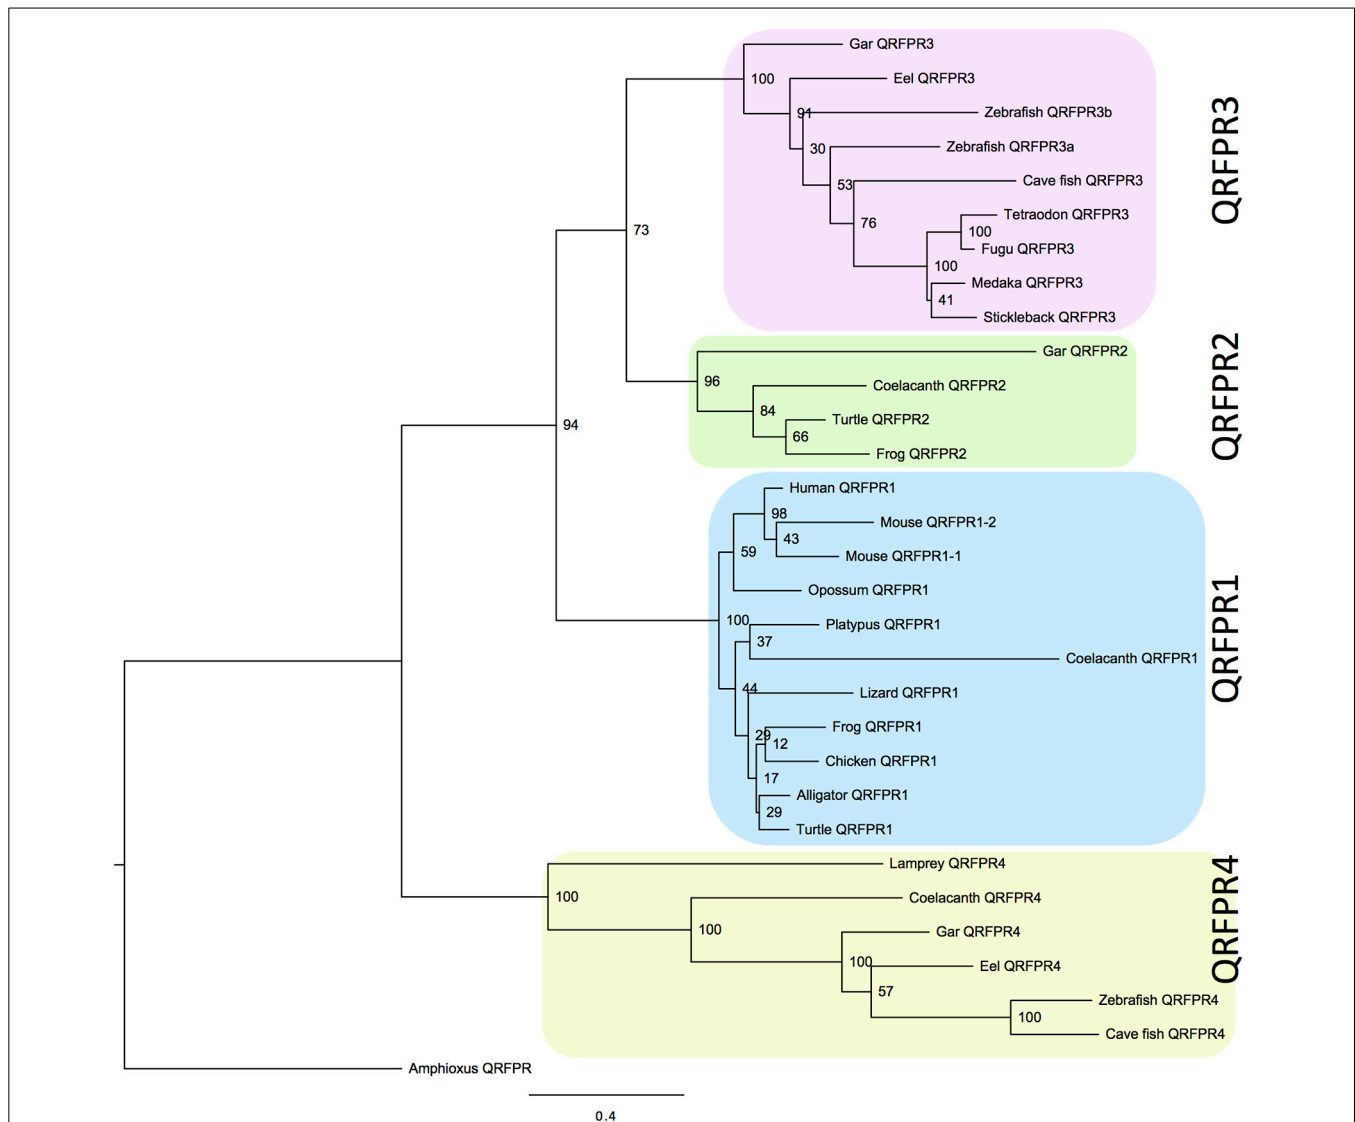 Gar QRFPR3
100
Eel QRFPR3
91
Zebrafish QRFPR3b
30
Zebrafish QRFPR3a
53
Cave fish QRFPR3
76
Tetraodon QRFPR3
100
Fugu QRFPR3
100
Medaka QRFPR3
41
Stickleback QRFPR3
QRFPR3
73
Gar QRFPR2
96
Coelacanth QRFPR2
84
Turtle QRFPR2
66
Frog QRFPR2
QRFPR2
94
Human QRFPR1
98
Mouse QRFPR1-2
43
59
Mouse QRFPR1-1
Opossum QRFPR1
100
Platypus QRFPR1
37
Coelacanth QRFPR1
44
Lizard QRFPR1
Frog QRFPR1
29
12
Chicken QRFPR1
17
Alligator QRFPR1
29
Turtle QRFPR1
QRFPR1
Lamprey QRFPR4
100
Coelacanth QRFPR4
100
Gar QRFPR4
100
Eel QRFPR4
57
Zebrafish QRFPR4
100
Cave fish QRFPR4
QRFPR4
Amphioxus QRFPR
0.4